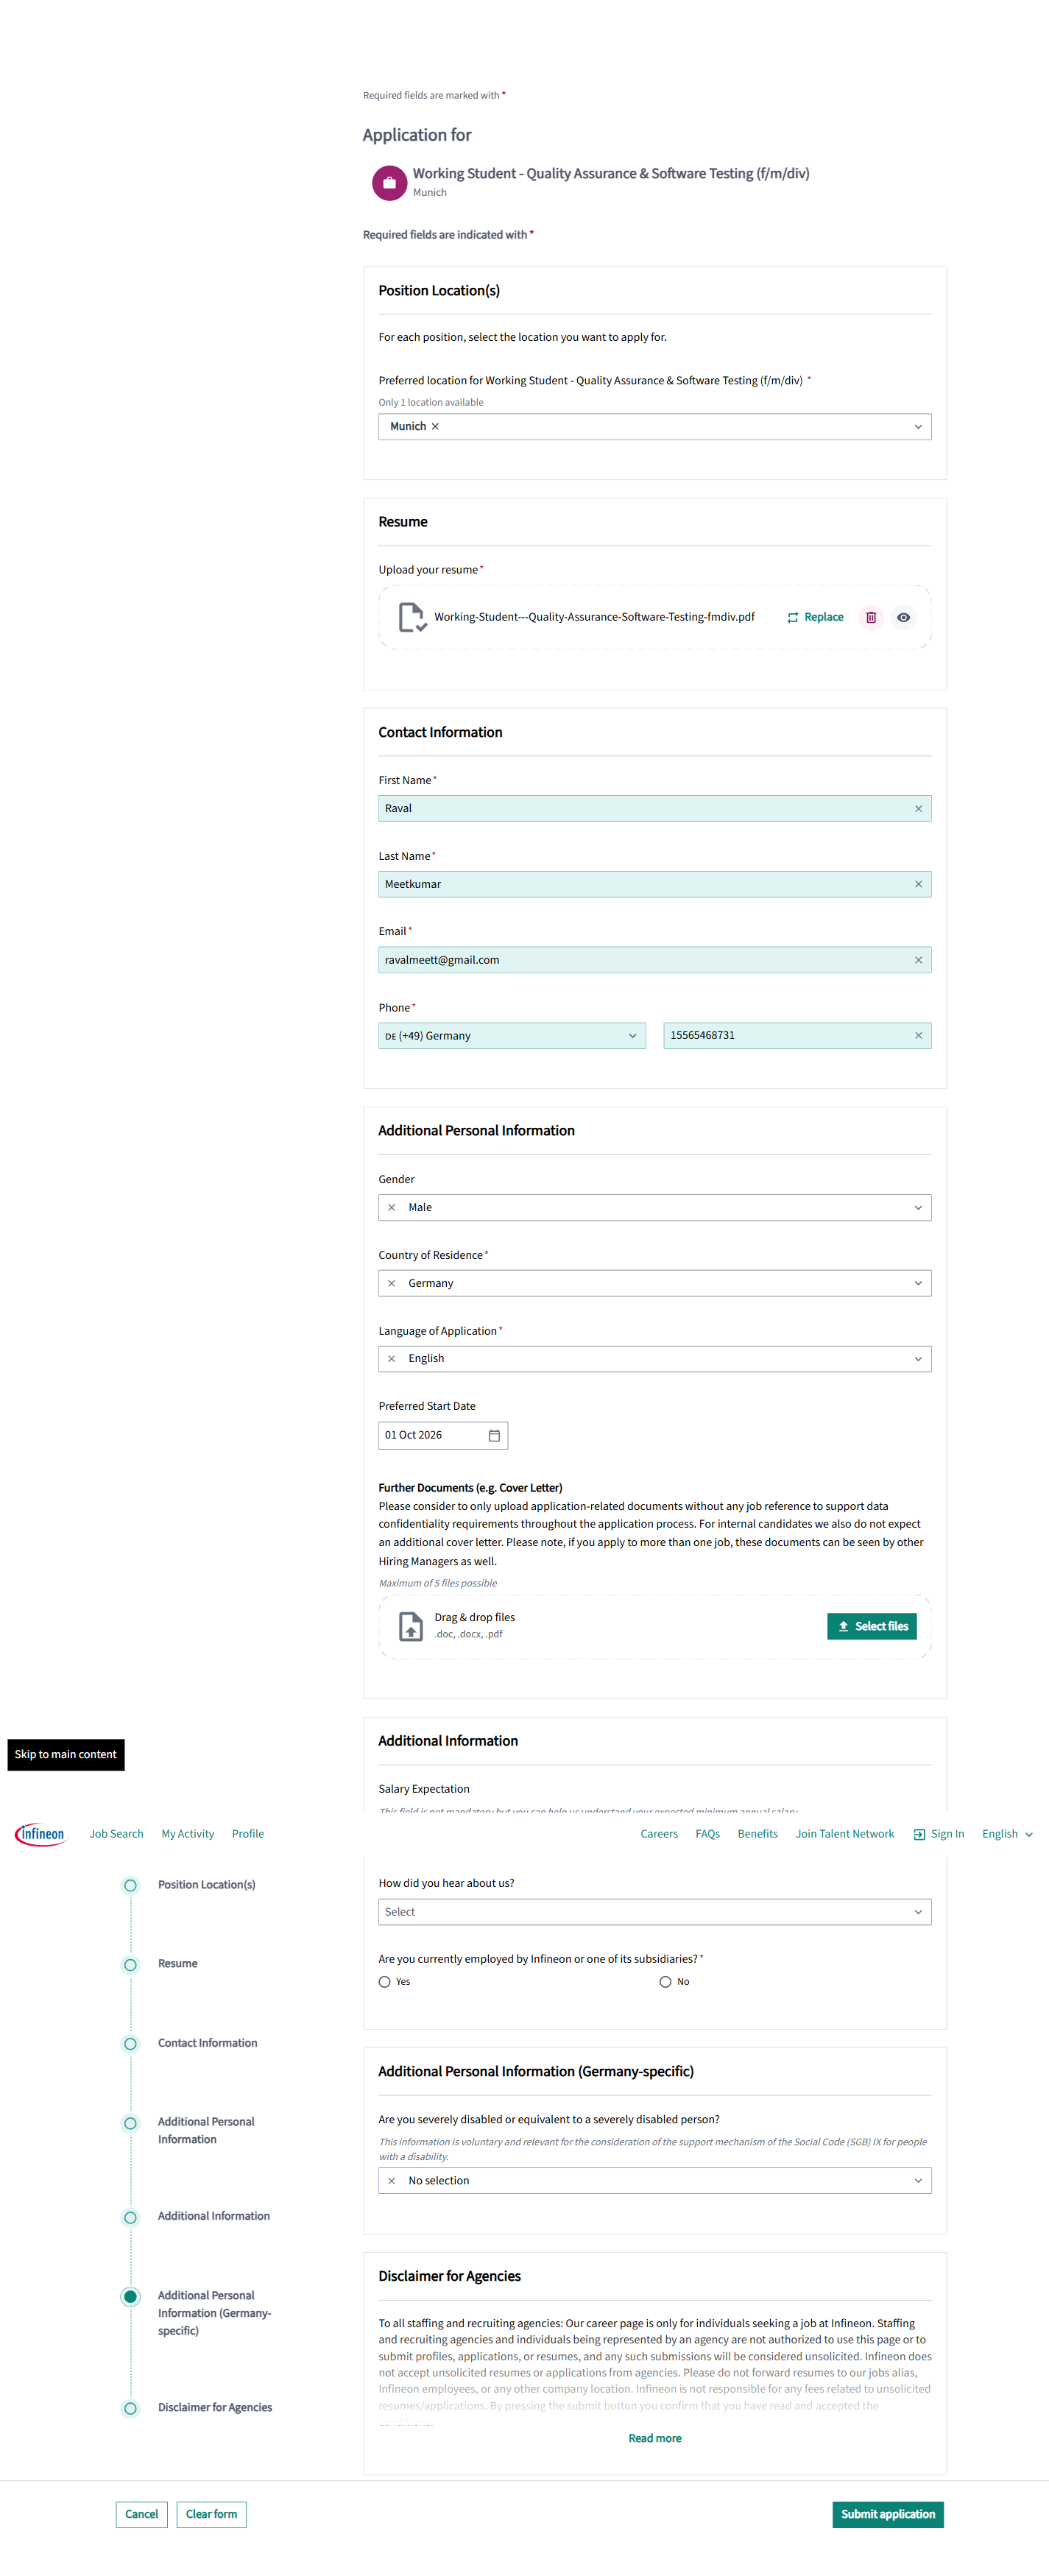 Required fields are marked with *
Application for
Working Student - Quality Assurance & Software Testing (f/m/div)
Munich
Required fields are indicated with *
Position Location(s)
For each position, select the location you want to apply for.
Preferred location for Working Student - Quality Assurance & Software Testing (f/m/div) *
Only 1 location available
Munich
Resume
Upload your resume *
Working-Student---Quality-Assurance-Software-Testing-fmdiv.pdf
Replace
Contact Information
First Name *
Raval
Last Name *
Meetkumar
Email *
ravalmeett@gmail.com
Phone *
DE (+49) Germany
15565468731
Additional Personal Information
Gender
Male
Country of Residence *
Germany
Language of Application *
English
Preferred Start Date
01 Oct 2026
Further Documents (e.g. Cover Letter)
Please consider to only upload application-related documents without any job reference to support data
confidentiality requirements throughout the application process. For internal candidates we also do not expect
an additional cover letter. Please note, if you apply to more than one job, these documents can be seen by other
Hiring Managers as well.
Maximum of 5 files possible
Drag & drop files
.doc, .docx, .pdf
Select files
Additional Information
Skip to main content
Salary Expectation
This field is not mandatory but you can help us understand your expected minimum annual salary
infineon
Job Search
My Activity
Profile
Careers
FAQs
Benefits
Join Talent Network
Sign In
English
Position Location(s)
Resume
Contact Information
Additional Personal
Information
Additional Information
Additional Personal
Information (Germany-
specific)
Disclaimer for Agencies
How did you hear about us?
Select
Are you currently employed by Infineon or one of its subsidiaries? *
Yes
No
Additional Personal Information (Germany-specific)
Are you severely disabled or equivalent to a severely disabled person?
This information is voluntary and relevant for the consideration of the support mechanism of the Social Code (SGB) IX for people
with a disability.
No selection
Disclaimer for Agencies
To all staffing and recruiting agencies: Our career page is only for individuals seeking a job at Infineon. Staffing
and recruiting agencies and individuals being represented by an agency are not authorized to use this page or to
submit profiles, applications, or resumes, and any such submissions will be considered unsolicited. Infineon does
not accept unsolicited resumes or applications from agencies. Please do not forward resumes to our jobs alias,
Infineon employees, or any other company location. Infineon is not responsible for any fees related to unsolicited
resumes/applications. By pressing the submit button you confirm that you have read and accepted the
Read more
Cancel
Clear form
Submit application